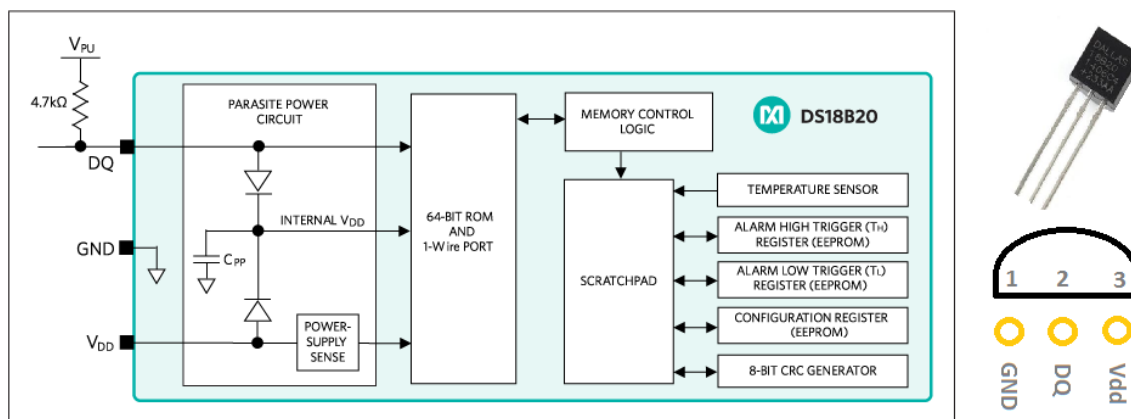 VPU
4.7kΩ
DQ
GND
VDD
PARASITE POWER
CIRCUIT
INTERNAL VDD
CPP
POWER-
SUPPLY
SENSE
64-BIT ROM
AND
1-Wire PORT
MEMORY CONTROL
LOGIC
DS18B20
SCRATCHPAD
TEMPERATURE SENSOR
ALARM HIGH TRIGGER (TH)
REGISTER (EEPROM)
ALARM LOW TRIGGER (TL)
REGISTER (EEPROM)
CONFIGURATION REGISTER
(EEPROM)
8-BIT CRC GENERATOR
DALLAS
1 2 3
GND DQ Vdd